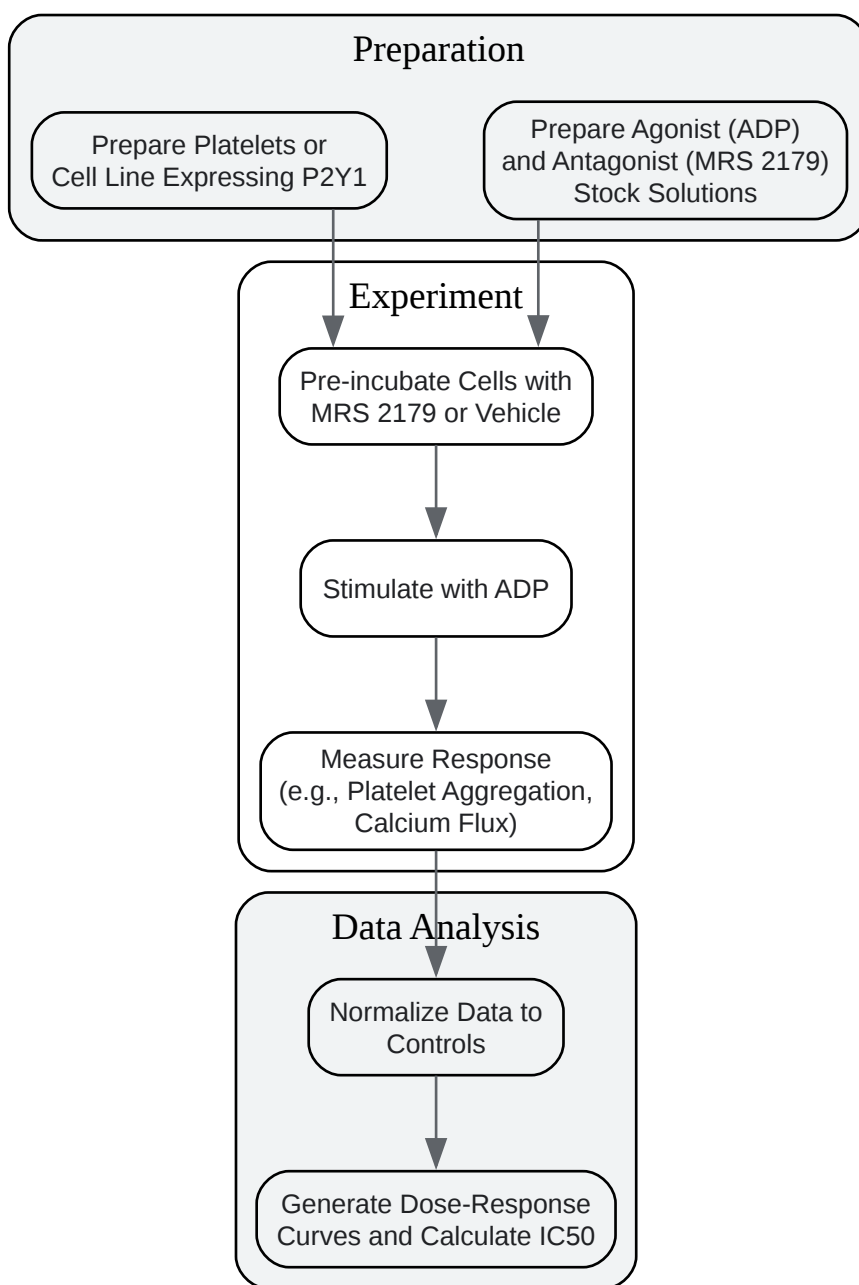 Preparation
Prepare Platelets or
Cell Line Expressing P2Y1
Prepare Agonist (ADP)
and Antagonist (MRS 2179)
Stock Solutions
Experiment
Pre-incubate Cells with
MRS 2179 or Vehicle
Stimulate with ADP
Measure Response
(e.g., Platelet Aggregation,
Calcium Flux)
Data Analysis
Normalize Data to
Controls
Generate Dose-Response
Curves and Calculate IC50